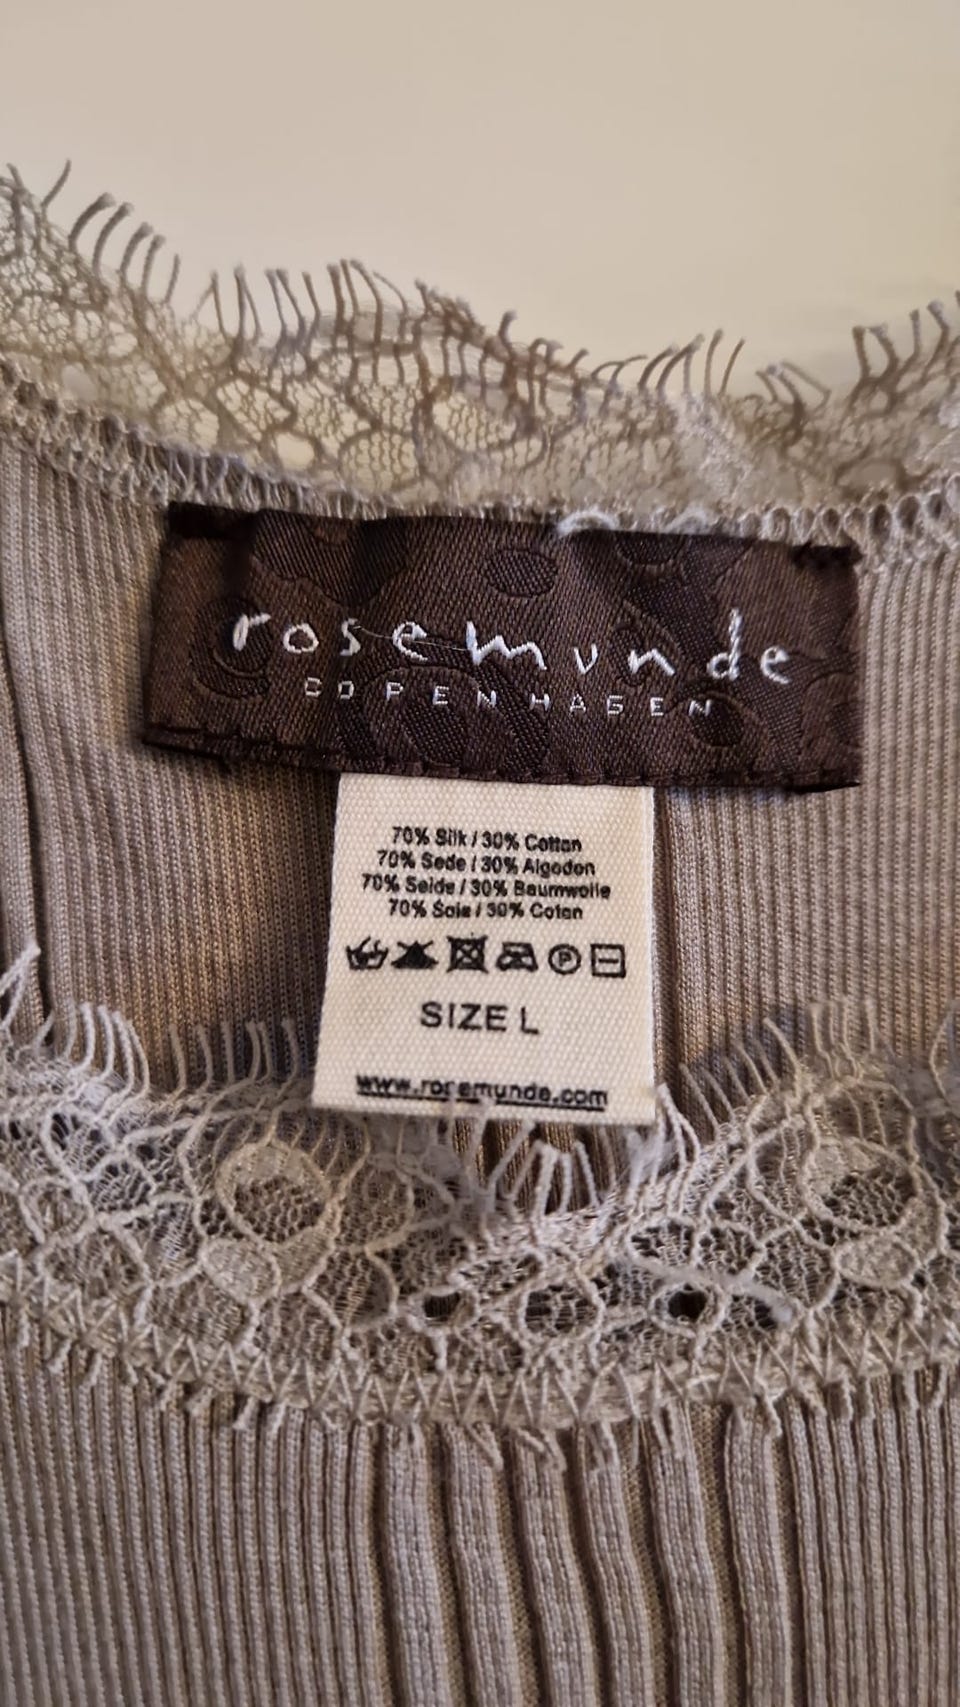 rosemunde
COPENHAGEN
70% Silk / 30% Cotton
70% Sede / 30% Algodon
70% Seide / 30% Baumwolle
70% Soie / 30% Coton
P
SIZE L
www.rosemunde.com